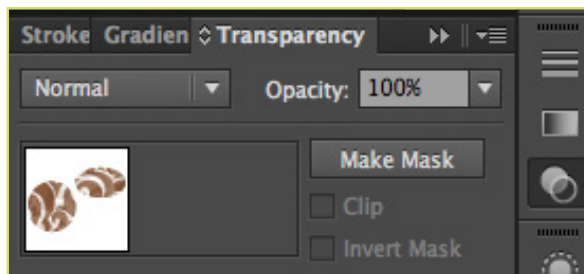 Stroke Gradien Transparency
Normal Opacity: 100%
Make Mask
Clip
Invert Mask